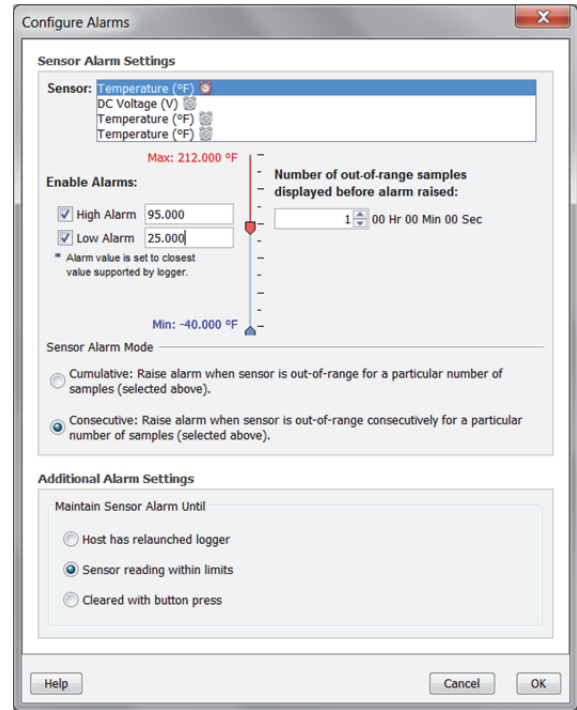 Configure Alarms
Sensor Alarm Settings
Sensor: Temperature (ºF)
DC Voltage (V)
Temperature (ºF)
Temperature (ºF)
Max: 212.000 ºF
Enable Alarms:
High Alarm 95.000
Low Alarm 25.000
* Alarm value is set to closest
value supported by logger.
Min: -40.000 ºF
Number of out-of-range samples
displayed before alarm raised:
1 00 Hr 00 Min 00 Sec
Sensor Alarm Mode
Cumulative: Raise alarm when sensor is out-of-range for a particular number of
samples (selected above).
Consecutive: Raise alarm when sensor is out-of-range consecutively for a particular
number of samples (selected above).
Additional Alarm Settings
Maintain Sensor Alarm Until
Host has relaunched logger
Sensor reading within limits
Cleared with button press
Help
Cancel
OK